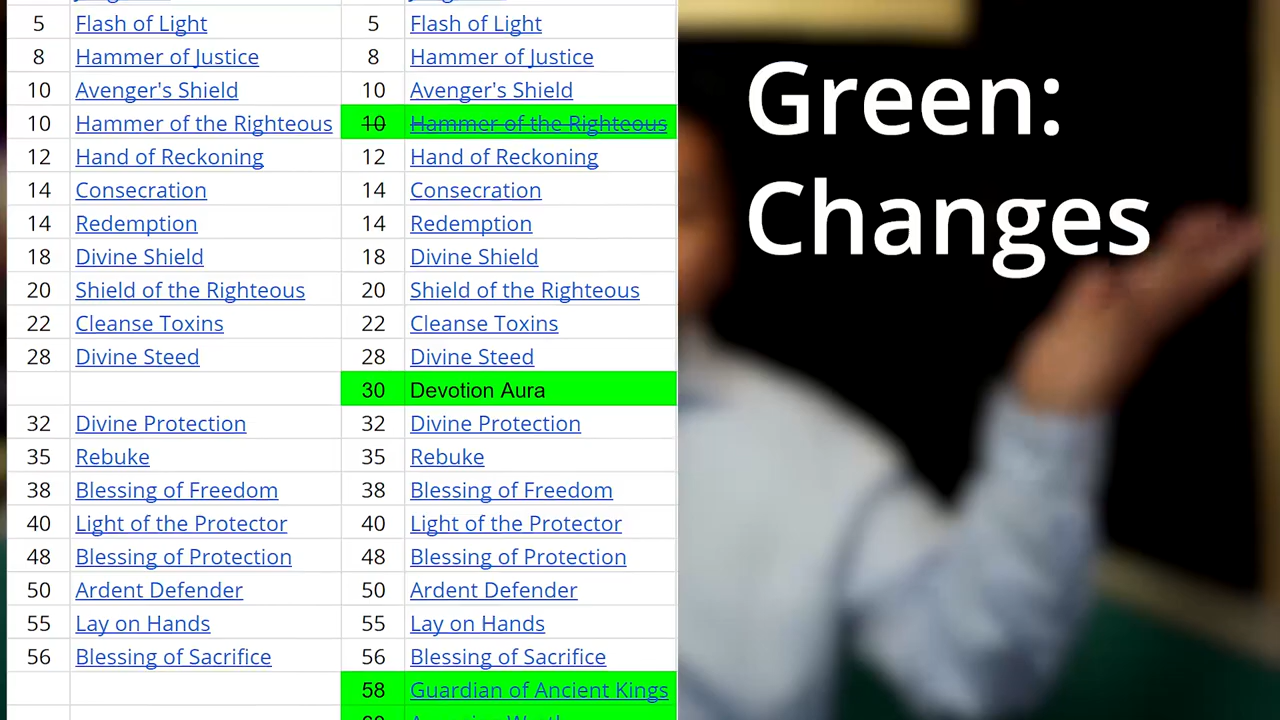 5 Flash of Light 5 Flash of Light
8 Hammer of Justice 8 Hammer of Justice
10 Avenger's Shield 10 Avenger's Shield
10 Hammer of the Righteous 10 Hammer of the Righteous
12 Hand of Reckoning 12 Hand of Reckoning
14 Consecration 14 Consecration
14 Redemption 14 Redemption
18 Divine Shield 18 Divine Shield
20 Shield of the Righteous 20 Shield of the Righteous
22 Cleanse Toxins 22 Cleanse Toxins
28 Divine Steed 28 Divine Steed
30 Devotion Aura
32 Divine Protection 32 Divine Protection
35 Rebuke 35 Rebuke
38 Blessing of Freedom 38 Blessing of Freedom
40 Light of the Protector 40 Light of the Protector
48 Blessing of Protection 48 Blessing of Protection
50 Ardent Defender 50 Ardent Defender
55 Lay on Hands 55 Lay on Hands
56 Blessing of Sacrifice 56 Blessing of Sacrifice
58 Guardian of Ancient Kings
Green:
Changes